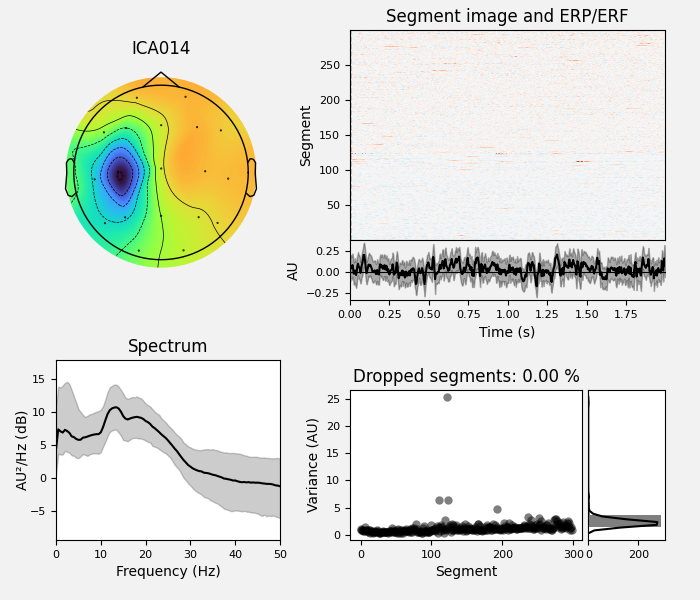 ICA014
Segment image and ERP/ERF
Segment
250
200
150
100
50
AU
0.25
0.00
−0.25
0.00 0.25 0.50 0.75 1.00 1.25 1.50 1.75
Time (s)
Spectrum
AU²/Hz (dB)
15
10
5
0
−5
0 10 20 30 40 50
Frequency (Hz)
Dropped segments: 0.00 %
Variance (AU)
25
20
15
10
5
0
0 100 200 300
Segment
0 200